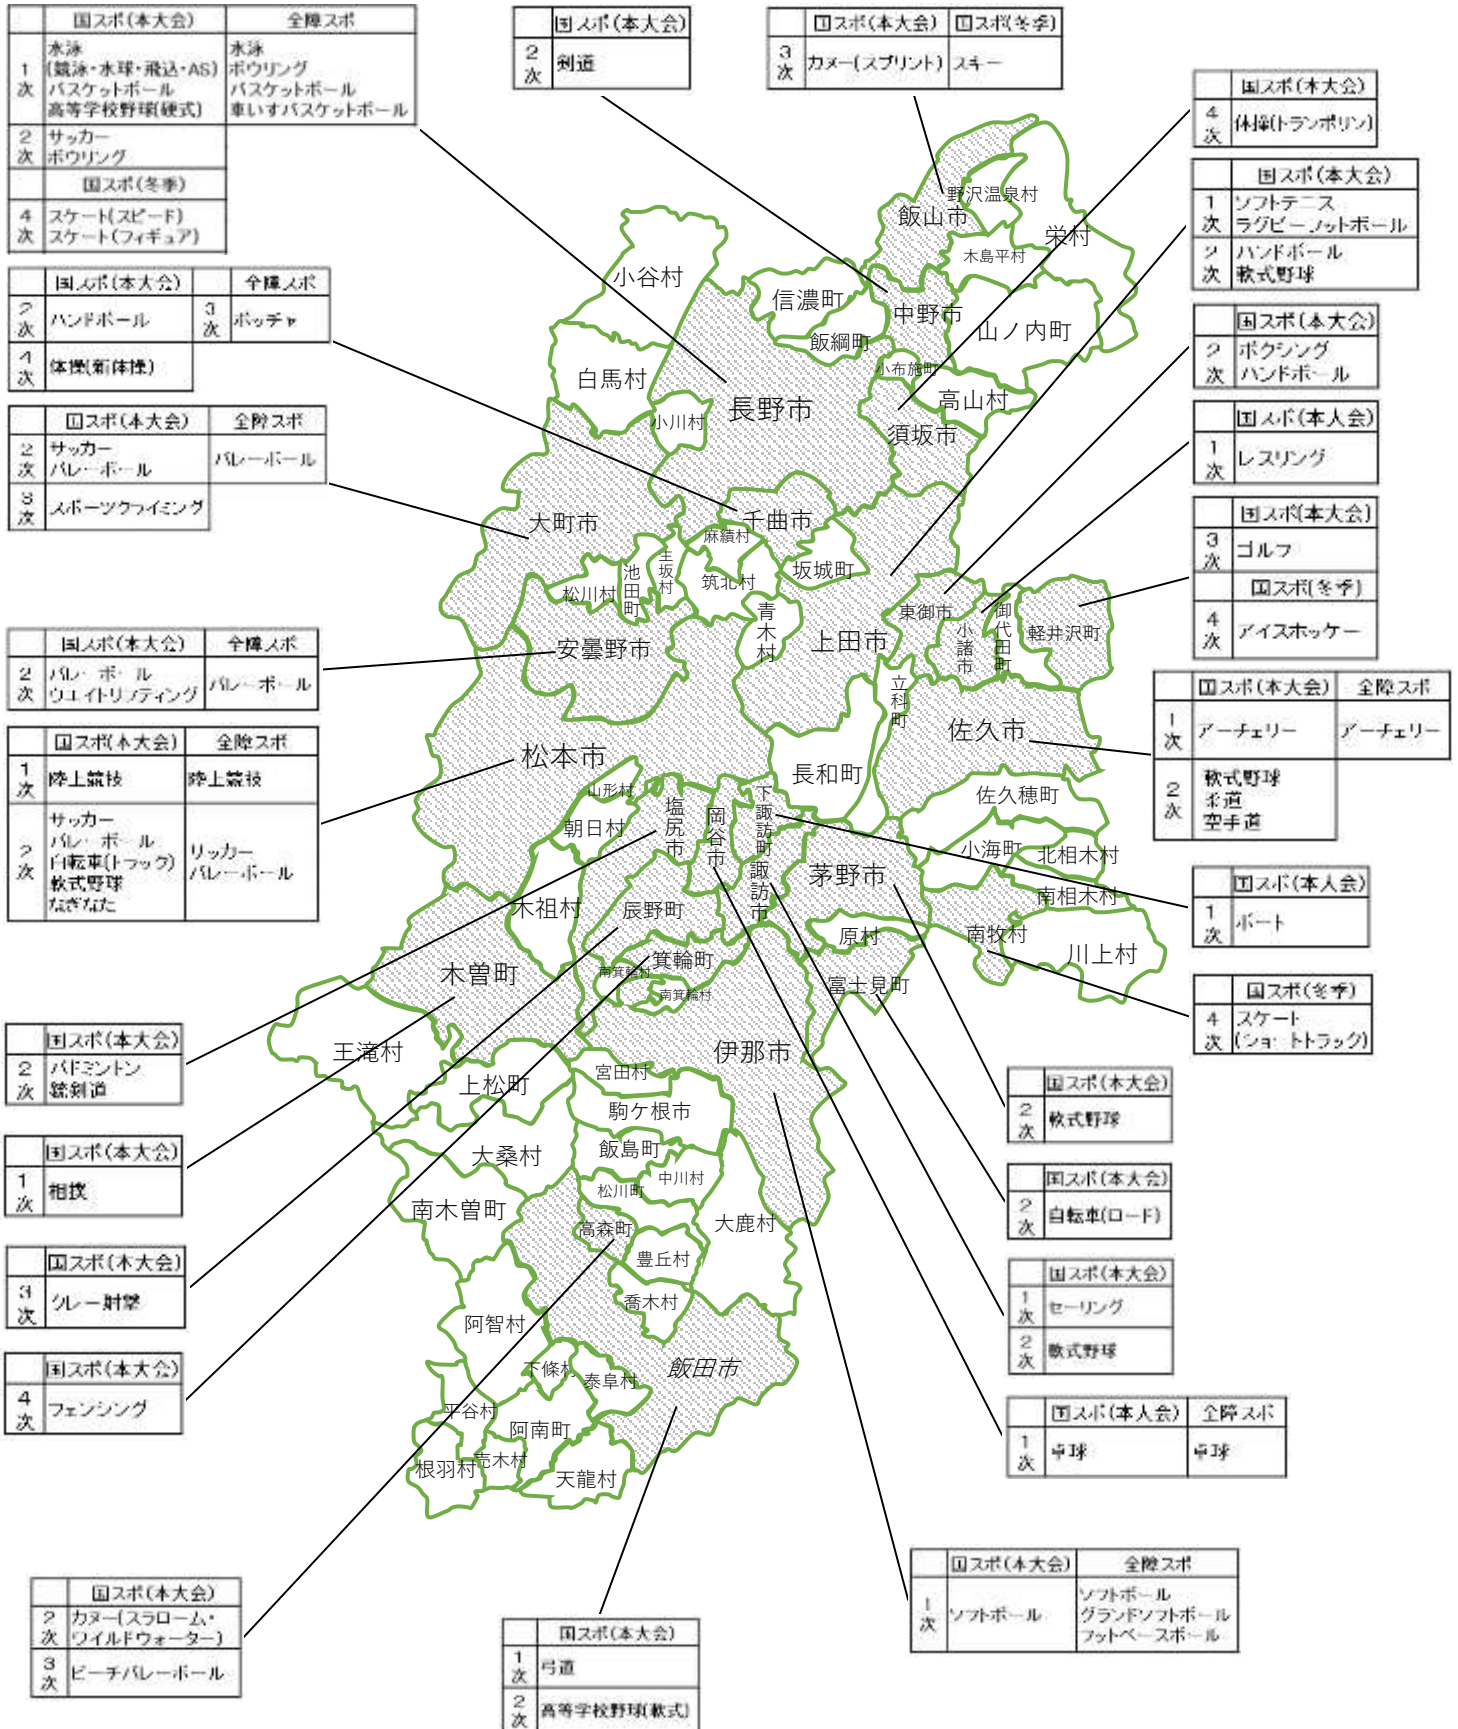 国スポ(本大会) 全障スポ
1次 水泳 水泳
(競泳・水球・飛込・AS) ボウリング
バスケットボール バスケットボール
高等学校野球(硬式) 車いすバスケットボール
2次 サッカー
ボウリング
国スポ(冬季)
4次 スケート(スピード)
スケート(フィギュア)
国スポ(本大会)
2次 剣道
国スポ(本大会) 国スポ(冬季)
3次 カヌー(スプリント) スキー
国スポ(本大会)
4次 体操(トランポリン)
国スポ(本大会)
1次 ソフトテニス
ラグビーフットボール
2次 ハンドボール
軟式野球
国スポ(本大会) 全障スポ
2次 ハンドボール 3次 ボッチャ
4次 体操(新体操)
国スポ(本大会)
2次 ボクシング
ハンドボール
国スポ(本大会) 全障スポ
2次 サッカー バレーボール
バレーボール
3次 スポーツクライミング
国スポ(本大会)
1次 レスリング
国スポ(本大会)
3次 ゴルフ
国スポ(冬季)
4次 アイスホッケー
国スポ(本大会) 全障スポ
2次 バレーボール バレーボール
ウエイトリフティング
国スポ(本大会) 全障スポ
1次 アーチェリー アーチェリー
2次 軟式野球
柔道
空手道
国スポ(本大会) 全障スポ
1次 陸上競技 陸上競技
2次 サッカー サッカー
バレーボール バレーボール
自転車(トラック)
軟式野球
なぎなた
国スポ(本大会)
1次 ボート
国スポ(冬季)
4次 スケート
(ショートトラック)
国スポ(本大会)
2次 バドミントン
銃剣道
国スポ(本大会)
2次 軟式野球
国スポ(本大会)
1次 相撲
国スポ(本大会)
2次 自転車(ロード)
国スポ(本大会)
3次 クレー射撃
国スポ(本大会)
1次 セーリング
2次 軟式野球
国スポ(本大会)
4次 フェンシング
国スポ(本大会) 全障スポ
1次 卓球 卓球
国スポ(本大会)
2次 カヌー(スラローム・
ワイルドウォーター)
3次 ビーチバレーボール
国スポ(本大会)
1次 弓道
2次 高等学校野球(軟式)
国スポ(本大会) 全障スポ
1次 ソフトボール ソフトボール
グランドソフトボール
フットベースボール
野沢温泉村
飯山市
栄村
木島平村
小谷村
信濃町
中野市
山ノ内町
飯綱町
小布施町
白馬村
高山村
長野市
小川村
須坂市
大町市
千曲市
麻績村
生坂村
池田町
松川村
筑北村
坂城町
青木村
東御市
御代田町
小諸市
軽井沢町
安曇野市
上田市
立科町
佐久市
松本市
長和町
山形村
朝日村
塩尻市
岡谷市
下諏訪町
諏訪市
佐久穂町
小海町
北相木村
茅野市
南相木村
木祖村
辰野町
原村
南牧村
川上村
箕輪町
南箕輪村
南箕輪村
富士見町
木曽町
王滝村
伊那市
上松町
宮田村
駒ケ根市
大桑村
飯島町
中川村
松川町
南木曽町
高森町
大鹿村
豊丘村
喬木村
阿智村
下條村
泰阜村
飯田市
平谷村
阿南町
売木村
根羽村
天龍村